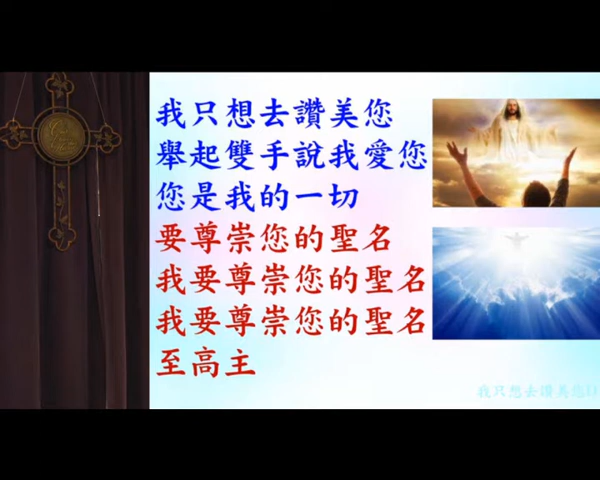 我只想去讚美您
舉起雙手說我愛您
您是我的一切
要尊崇您的聖名
我要尊崇您的聖名
我要尊崇您的聖名
至高主
我只想去讚美您